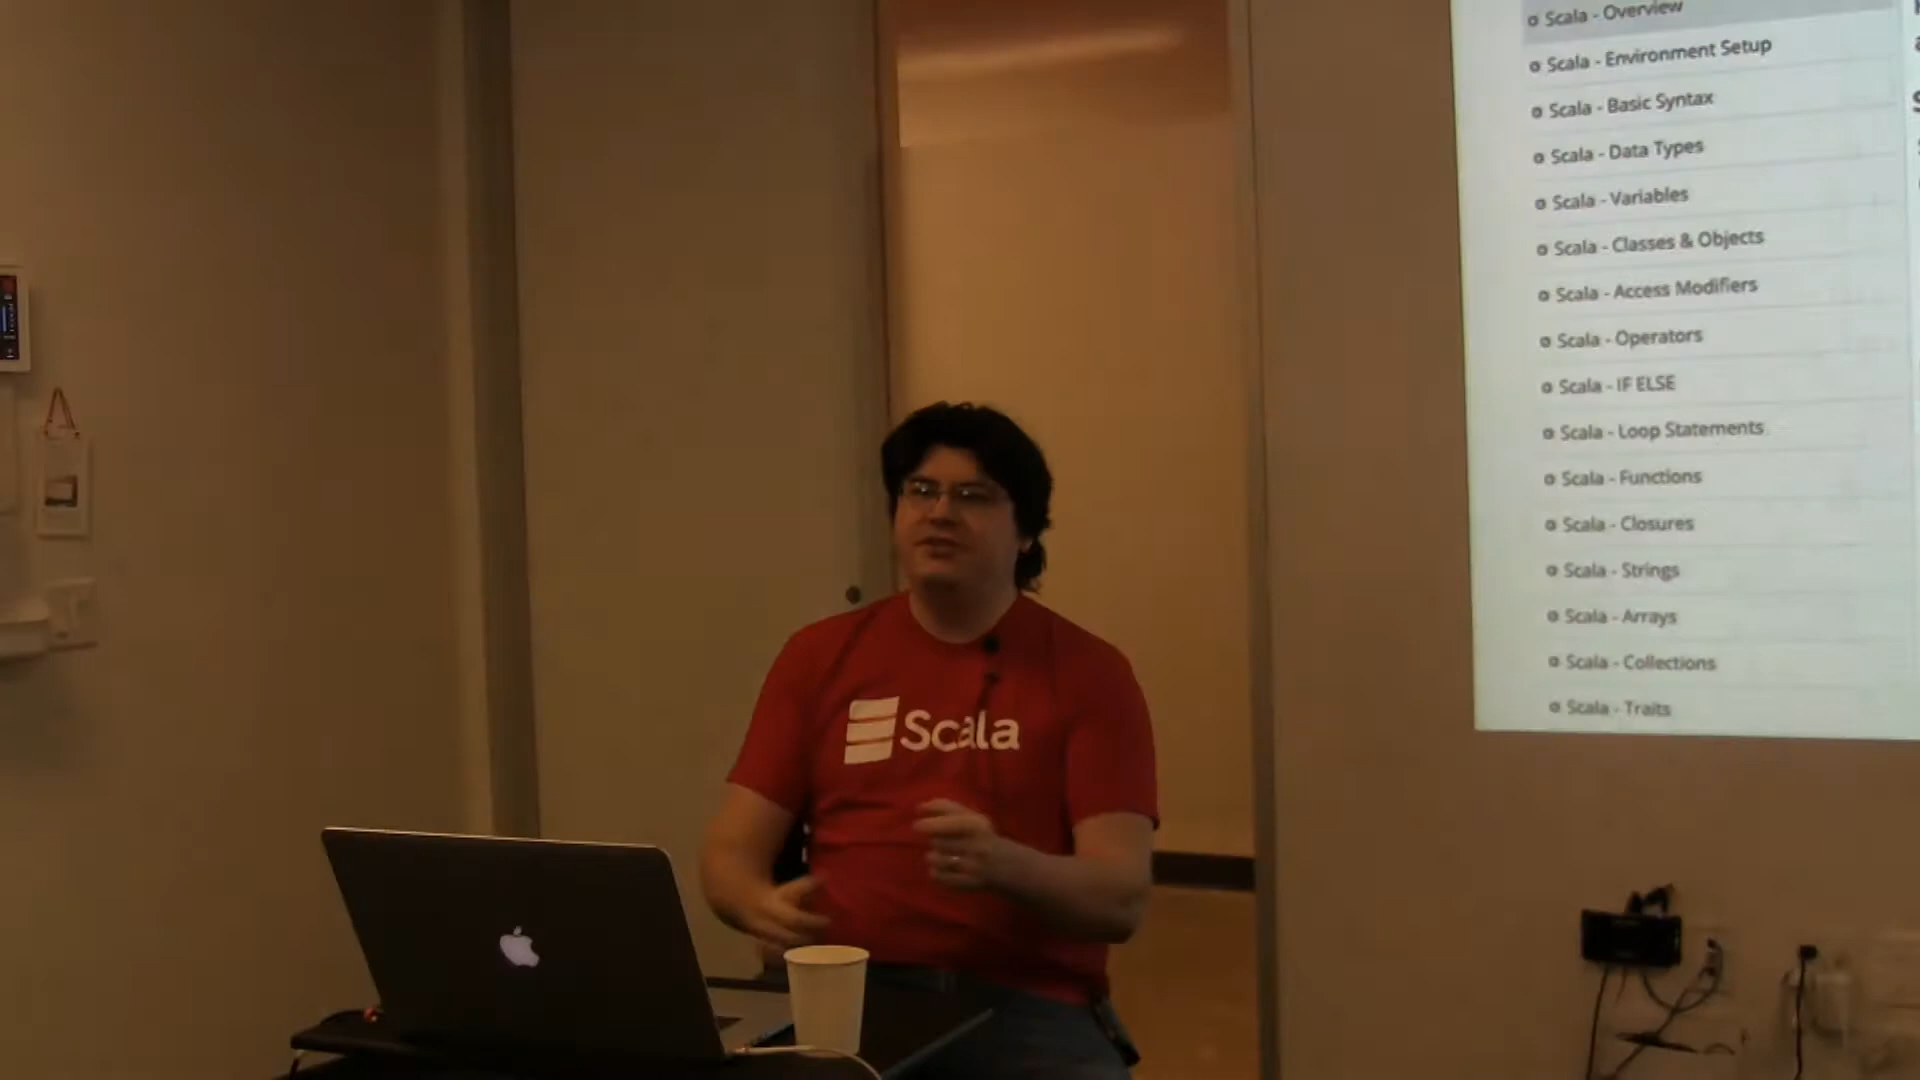 Scala - Overview
Scala - Environment Setup
Scala - Basic Syntax
Scala - Data Types
Scala - Variables
Scala - Classes & Objects
Scala - Access Modifiers
Scala - Operators
Scala - IF ELSE
Scala - Loop Statements
Scala - Functions
Scala - Closures
Scala - Strings
Scala - Arrays
Scala - Collections
Scala - Traits
Scala